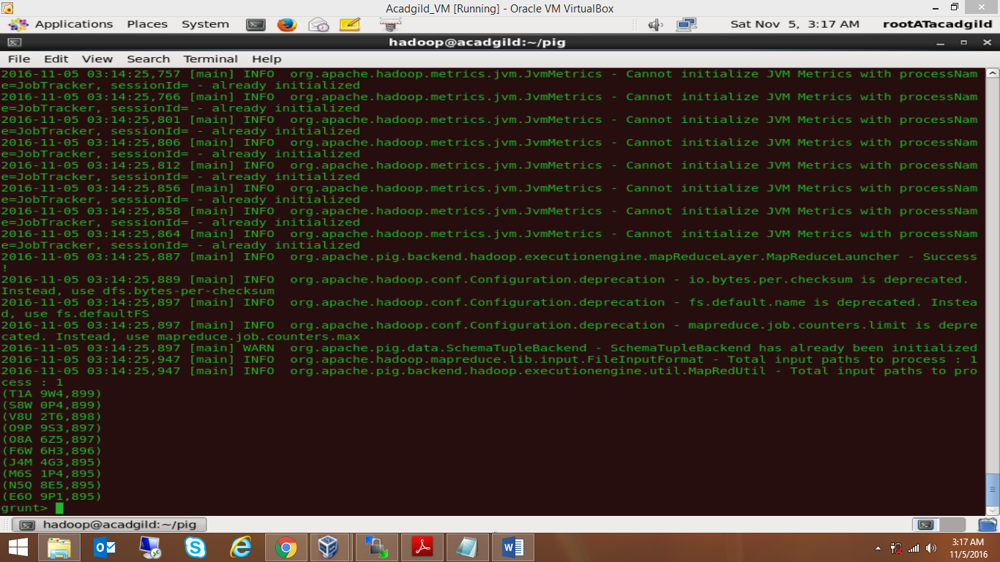 Acadgild_VM [Running] - Oracle VM VirtualBox
Applications Places System Sat Nov 5, 3:17 AM rootATacadgild
hadoop@acadgild:~/pig
File Edit View Search Terminal Help
2016-11-05 03:14:25,757 [main] INFO  org.apache.hadoop.metrics.jvm.JvmMetrics - Cannot initialize JVM Metrics with processNam
e=JobTracker, sessionId= - already initialized
2016-11-05 03:14:25,766 [main] INFO  org.apache.hadoop.metrics.jvm.JvmMetrics - Cannot initialize JVM Metrics with processNam
e=JobTracker, sessionId= - already initialized
2016-11-05 03:14:25,801 [main] INFO  org.apache.hadoop.metrics.jvm.JvmMetrics - Cannot initialize JVM Metrics with processNam
e=JobTracker, sessionId= - already initialized
2016-11-05 03:14:25,806 [main] INFO  org.apache.hadoop.metrics.jvm.JvmMetrics - Cannot initialize JVM Metrics with processNam
e=JobTracker, sessionId= - already initialized
2016-11-05 03:14:25,812 [main] INFO  org.apache.hadoop.metrics.jvm.JvmMetrics - Cannot initialize JVM Metrics with processNam
e=JobTracker, sessionId= - already initialized
2016-11-05 03:14:25,856 [main] INFO  org.apache.hadoop.metrics.jvm.JvmMetrics - Cannot initialize JVM Metrics with processNam
e=JobTracker, sessionId= - already initialized
2016-11-05 03:14:25,858 [main] INFO  org.apache.hadoop.metrics.jvm.JvmMetrics - Cannot initialize JVM Metrics with processNam
e=JobTracker, sessionId= - already initialized
2016-11-05 03:14:25,864 [main] INFO  org.apache.hadoop.metrics.jvm.JvmMetrics - Cannot initialize JVM Metrics with processNam
e=JobTracker, sessionId= - already initialized
2016-11-05 03:14:25,887 [main] INFO  org.apache.pig.backend.hadoop.executionengine.mapReduceLayer.MapReduceLauncher - Success
!
2016-11-05 03:14:25,889 [main] INFO  org.apache.hadoop.conf.Configuration.deprecation - io.bytes.per.checksum is deprecated.
Instead, use dfs.bytes-per-checksum
2016-11-05 03:14:25,897 [main] INFO  org.apache.hadoop.conf.Configuration.deprecation - fs.default.name is deprecated. Instea
d, use fs.defaultFS
2016-11-05 03:14:25,897 [main] INFO  org.apache.hadoop.conf.Configuration.deprecation - mapreduce.job.counters.limit is depre
cated. Instead, use mapreduce.job.counters.max
2016-11-05 03:14:25,897 [main] WARN  org.apache.pig.data.SchemaTupleBackend - SchemaTupleBackend has already been initialized
2016-11-05 03:14:25,947 [main] INFO  org.apache.hadoop.mapreduce.lib.input.FileInputFormat - Total input paths to process : 1
2016-11-05 03:14:25,947 [main] INFO  org.apache.pig.backend.hadoop.executionengine.util.MapRedUtil - Total input paths to pro
cess : 1
(T1A 9W4,899)
(S8W 0P4,899)
(V8U 2T6,898)
(O9P 9S3,897)
(O8A 6Z5,897)
(F6W 6H3,896)
(J4M 4G3,895)
(M6S 1P4,895)
(N5Q 8E5,895)
(E6O 9P1,895)
grunt>
hadoop@acadgild:~/pig
3:17 AM
11/5/2016